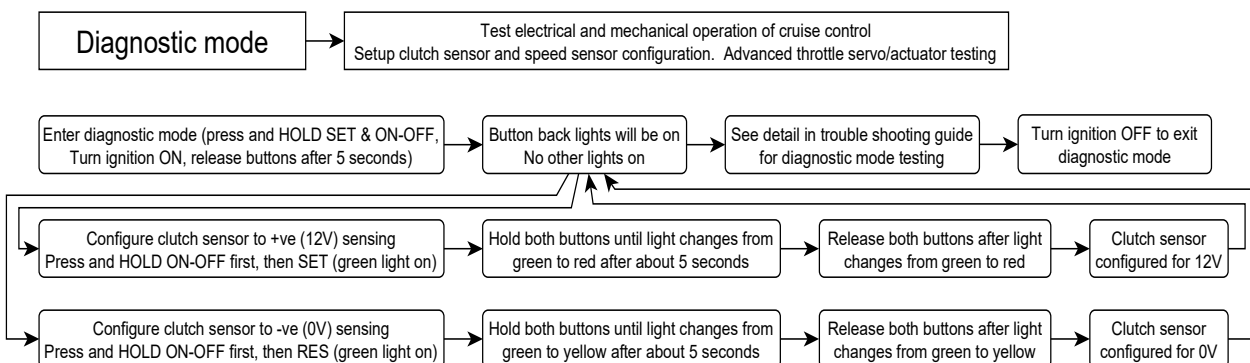 Diagnostic mode
Test electrical and mechanical operation of cruise control
Setup clutch sensor and speed sensor configuration. Advanced throttle servo/actuator testing
Enter diagnostic mode (press and HOLD SET & ON-OFF,
Turn ignition ON, release buttons after 5 seconds)
Button back lights will be on
No other lights on
See detail in trouble shooting guide
for diagnostic mode testing
Turn ignition OFF to exit
diagnostic mode
Configure clutch sensor to +ve (12V) sensing
Press and HOLD ON-OFF first, then SET (green light on)
Hold both buttons until light changes from
green to red after about 5 seconds
Release both buttons after light
changes from green to red
Clutch sensor
configured for 12V
Configure clutch sensor to -ve (0V) sensing
Press and HOLD ON-OFF first, then RES (green light on)
Hold both buttons until light changes from
green to yellow after about 5 seconds
Release both buttons after light
changes from green to yellow
Clutch sensor
configured for 0V